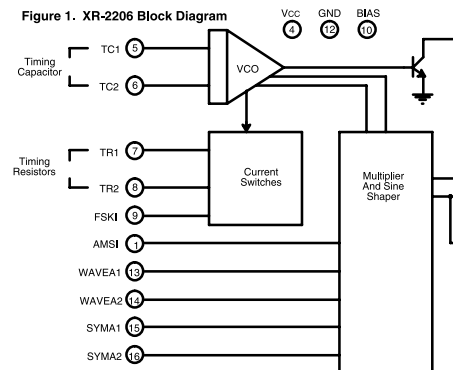 Figure 1. XR-2206 Block Diagram
VCC GND BIAS
4 12 10
TC1 5
Timing
Capacitor
TC2 6
VCO
TR1 7
Timing
Resistors
TR2 8
Current
Switches
Multiplier
And Sine
Shaper
FSKI 9
AMSI 1
WAVEA1 13
WAVEA2 14
SYMA1 15
SYMA2 16